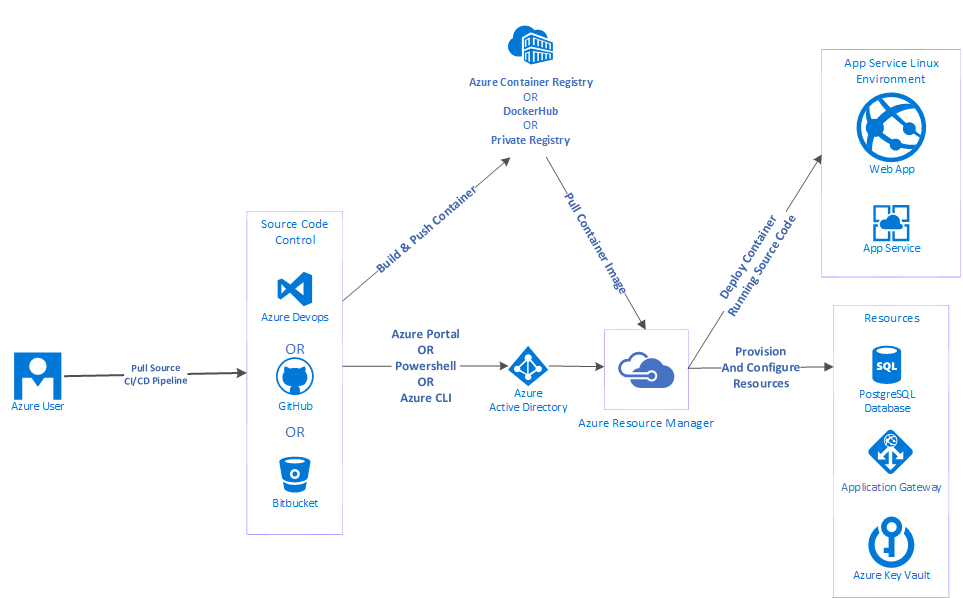 Azure Container Registry
OR
DockerHub
OR
Private Registry
App Service Linux
Environment
Web App
App Service
Build & Push Container
Pull Container Image
Deploy Container
Running Source Code
Source Code
Control
Azure Devops
OR
GitHub
OR
Bitbucket
Azure User
Pull Source
CI/CD Pipeline
Azure Portal
OR
Powershell
OR
Azure CLI
Azure
Active Directory
Azure Resource Manager
Provision
And Configure
Resources
Resources
SQL
PostgreSQL
Database
Application Gateway
Azure Key Vault